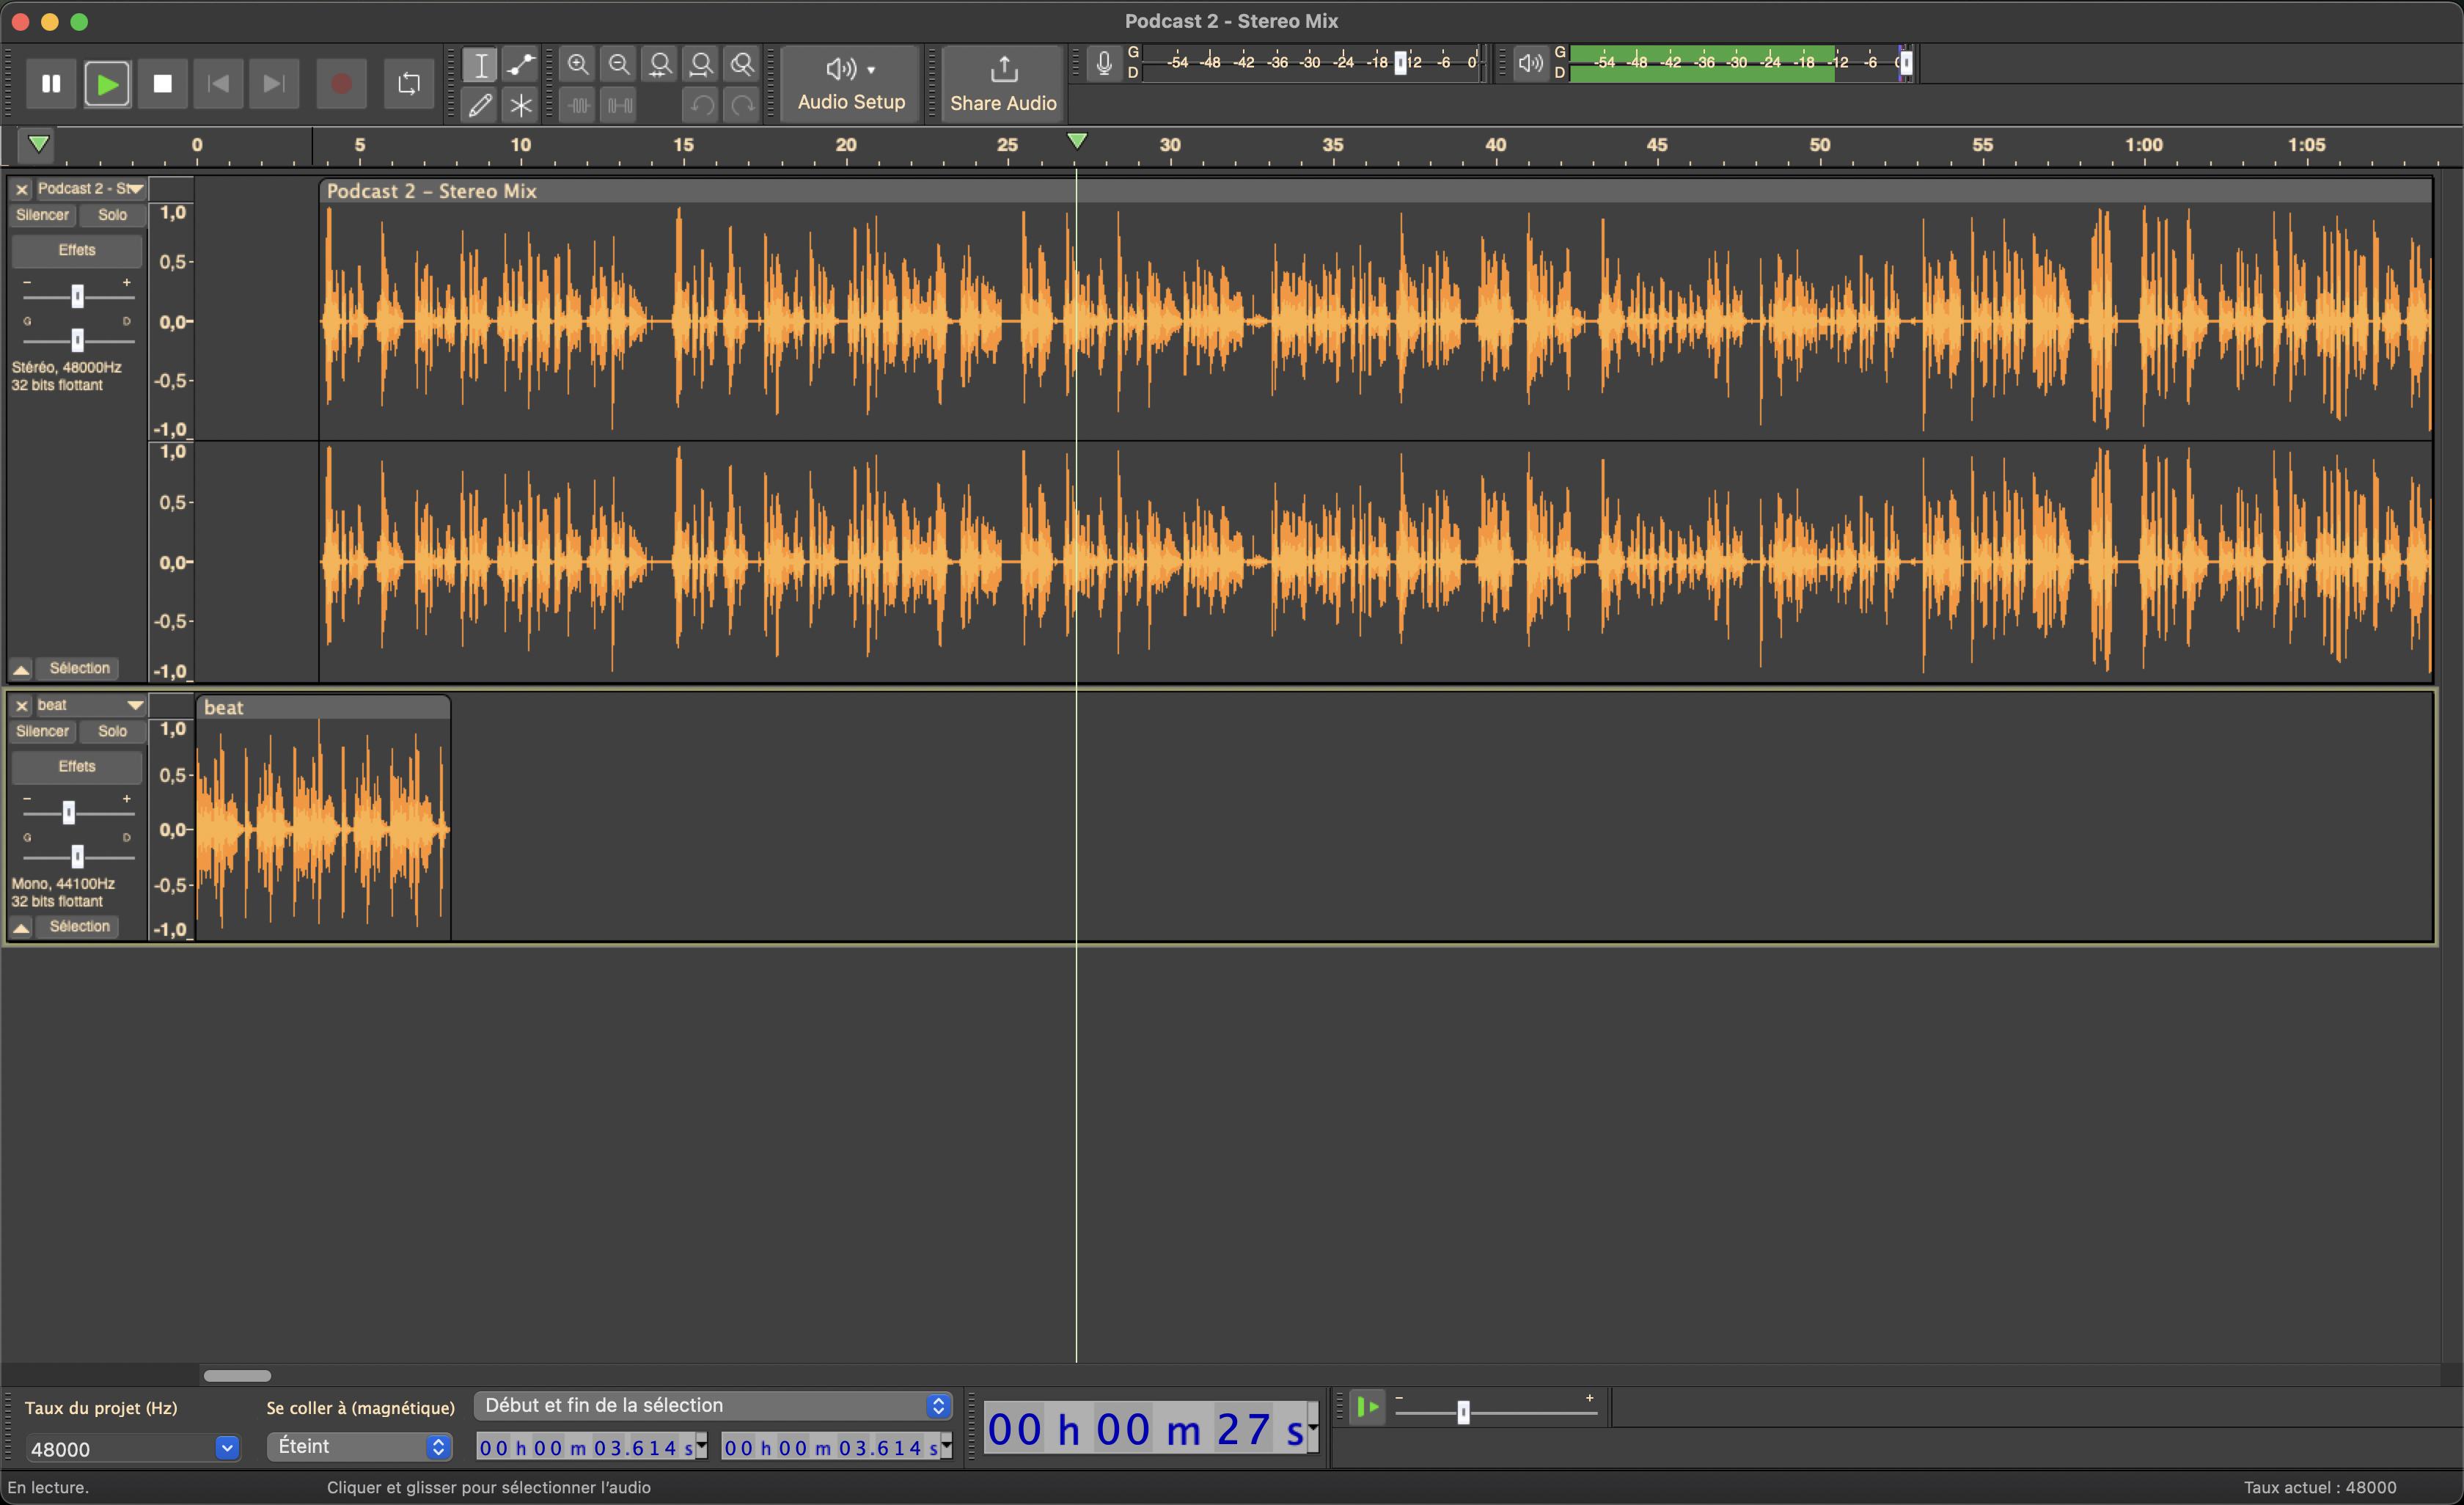 Podcast 2 - Stereo Mix
Audio Setup
Share Audio
G
D
-54 -48 -42 -36 -30 -24 -18 -12 -6 0
G
D
-54 -48 -42 -36 -30 -24 -18 -12 -6 0
0 5 10 15 20 25 30 35 40 45 50 55 1:00 1:05
Podcast 2 - St
Silencer Solo
Effets
- +
G D
Stéréo, 48000Hz
32 bits flottant
Sélection
1,0
0,5
0,0
-0,5
-1,0
1,0
0,5
0,0
-0,5
-1,0
Podcast 2 – Stereo Mix
beat
Silencer Solo
Effets
- +
G D
Mono, 44100Hz
32 bits flottant
Sélection
1,0
0,5
0,0
-0,5
-1,0
beat
Taux du projet (Hz)
48000
Se coller à (magnétique)
Éteint
Début et fin de la sélection
00 h 00 m 03.614 s
00 h 00 m 03.614 s
00 h 00 m 27 s
- +
En lecture.
Cliquer et glisser pour sélectionner l’audio
Taux actuel : 48000